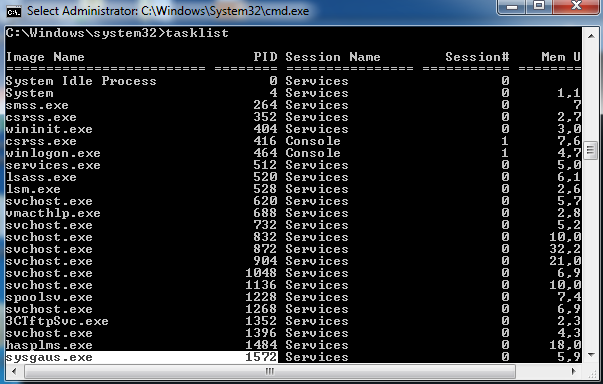 Select Administrator: C:\Windows\System32\cmd.exe
C:\Windows\system32>tasklist
Image Name                     PID Session Name        Session#    Mem U
========================= ======== ================ =========== ========
System Idle Process              0 Services                   0
System                           4 Services                   0      1,1
smss.exe                       264 Services                   0        7
csrss.exe                      352 Services                   0      2,7
wininit.exe                    404 Services                   0      3,0
csrss.exe                      416 Console                    1      7,6
winlogon.exe                   464 Console                    1      4,7
services.exe                   512 Services                   0      5,0
lsass.exe                      520 Services                   0      6,1
lsm.exe                        528 Services                   0      2,6
svchost.exe                    620 Services                   0      5,7
vmacthlp.exe                   688 Services                   0      2,8
svchost.exe                    732 Services                   0      5,2
svchost.exe                    832 Services                   0     10,0
svchost.exe                    872 Services                   0     32,2
svchost.exe                    904 Services                   0     21,0
svchost.exe                   1048 Services                   0      6,9
svchost.exe                   1136 Services                   0     10,0
spoolsv.exe                   1228 Services                   0      7,4
svchost.exe                   1268 Services                   0      6,9
3CTftpSvc.exe                 1352 Services                   0      2,3
svchost.exe                   1396 Services                   0      4,3
hasplms.exe                   1484 Services                   0     18,0
sysgaus.exe                   1572 Services                   0      5,9